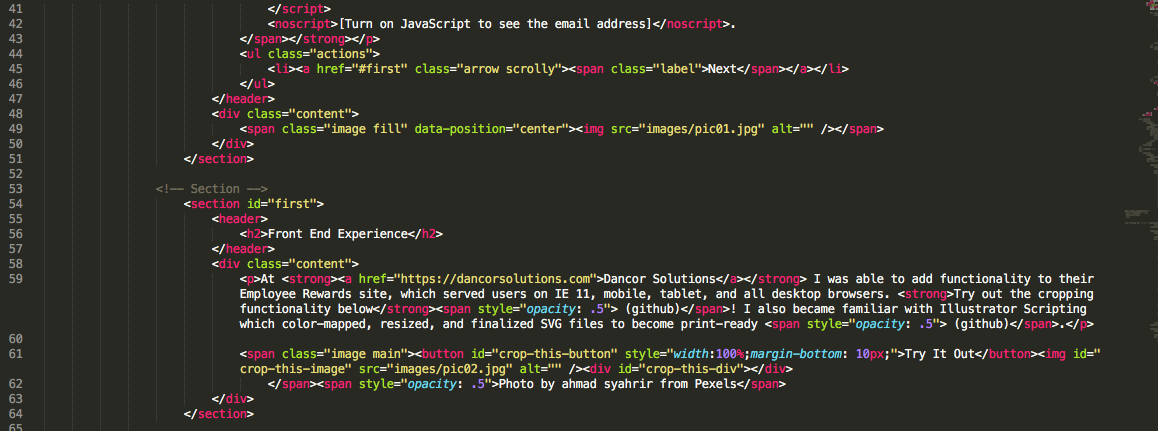 41 </script>
42 <noscript>[Turn on JavaScript to see the email address]</noscript>.
43 </span></strong></p>
44 <ul class="actions">
45 <li><a href="#first" class="arrow scrolly"><span class="label">Next</span></a></li>
46 </ul>
47 </header>
48 <div class="content">
49 <span class="image fill" data-position="center"><img src="images/pic01.jpg" alt="" /></span>
50 </div>
51 </section>
52
53 <!-- Section -->
54 <section id="first">
55 <header>
56 <h2>Front End Experience</h2>
57 </header>
58 <div class="content">
59 <p>At <strong><a href="https://dancorsolutions.com">Dancor Solutions</a></strong> I was able to add functionality to their
Employee Rewards site, which served users on IE 11, mobile, tablet, and all desktop browsers. <strong>Try out the cropping
functionality below</strong><span style="opacity: .5"> (github)</span>! I also became familiar with Illustrator Scripting
which color-mapped, resized, and finalized SVG files to become print-ready <span style="opacity: .5"> (github)</span>.</p>
60
61 <span class="image main"><button id="crop-this-button" style="width:100%;margin-bottom: 10px;">Try It Out</button><img id="
crop-this-image" src="images/pic02.jpg" alt="" /><div id="crop-this-div"></div>
62 </span><span style="opacity: .5">Photo by ahmad syahrir from Pexels</span>
63 </div>
64 </section>
65